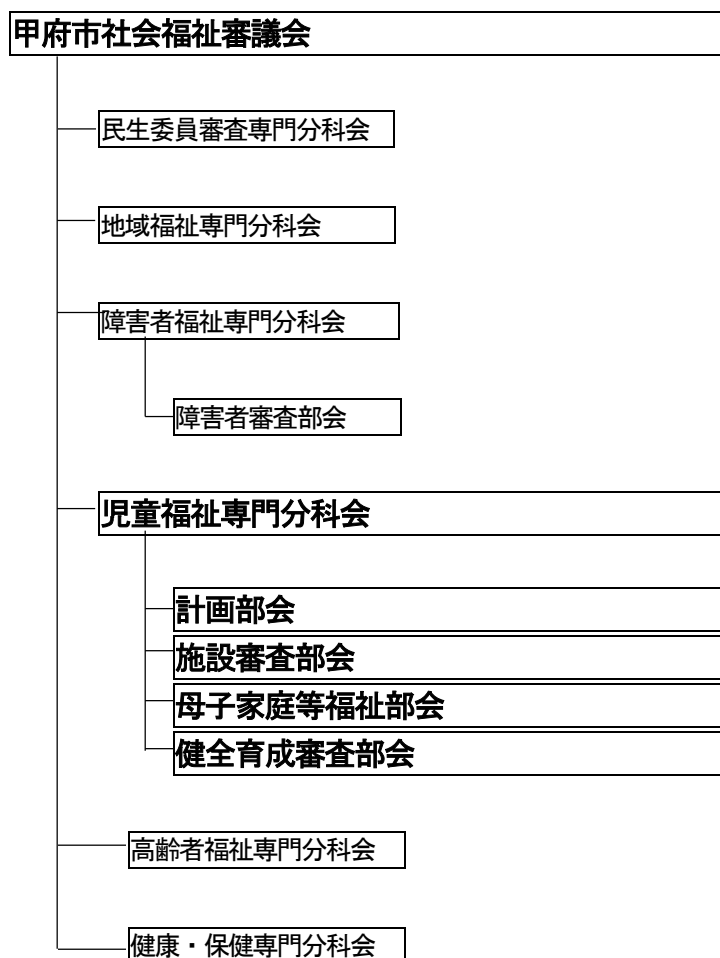 甲府市社会福祉審議会
民生委員審査専門分科会
地域福祉専門分科会
障害者福祉専門分科会
障害者審査部会
児童福祉専門分科会
計画部会
施設審査部会
母子家庭等福祉部会
健全育成審査部会
高齢者福祉専門分科会
健康・保健専門分科会